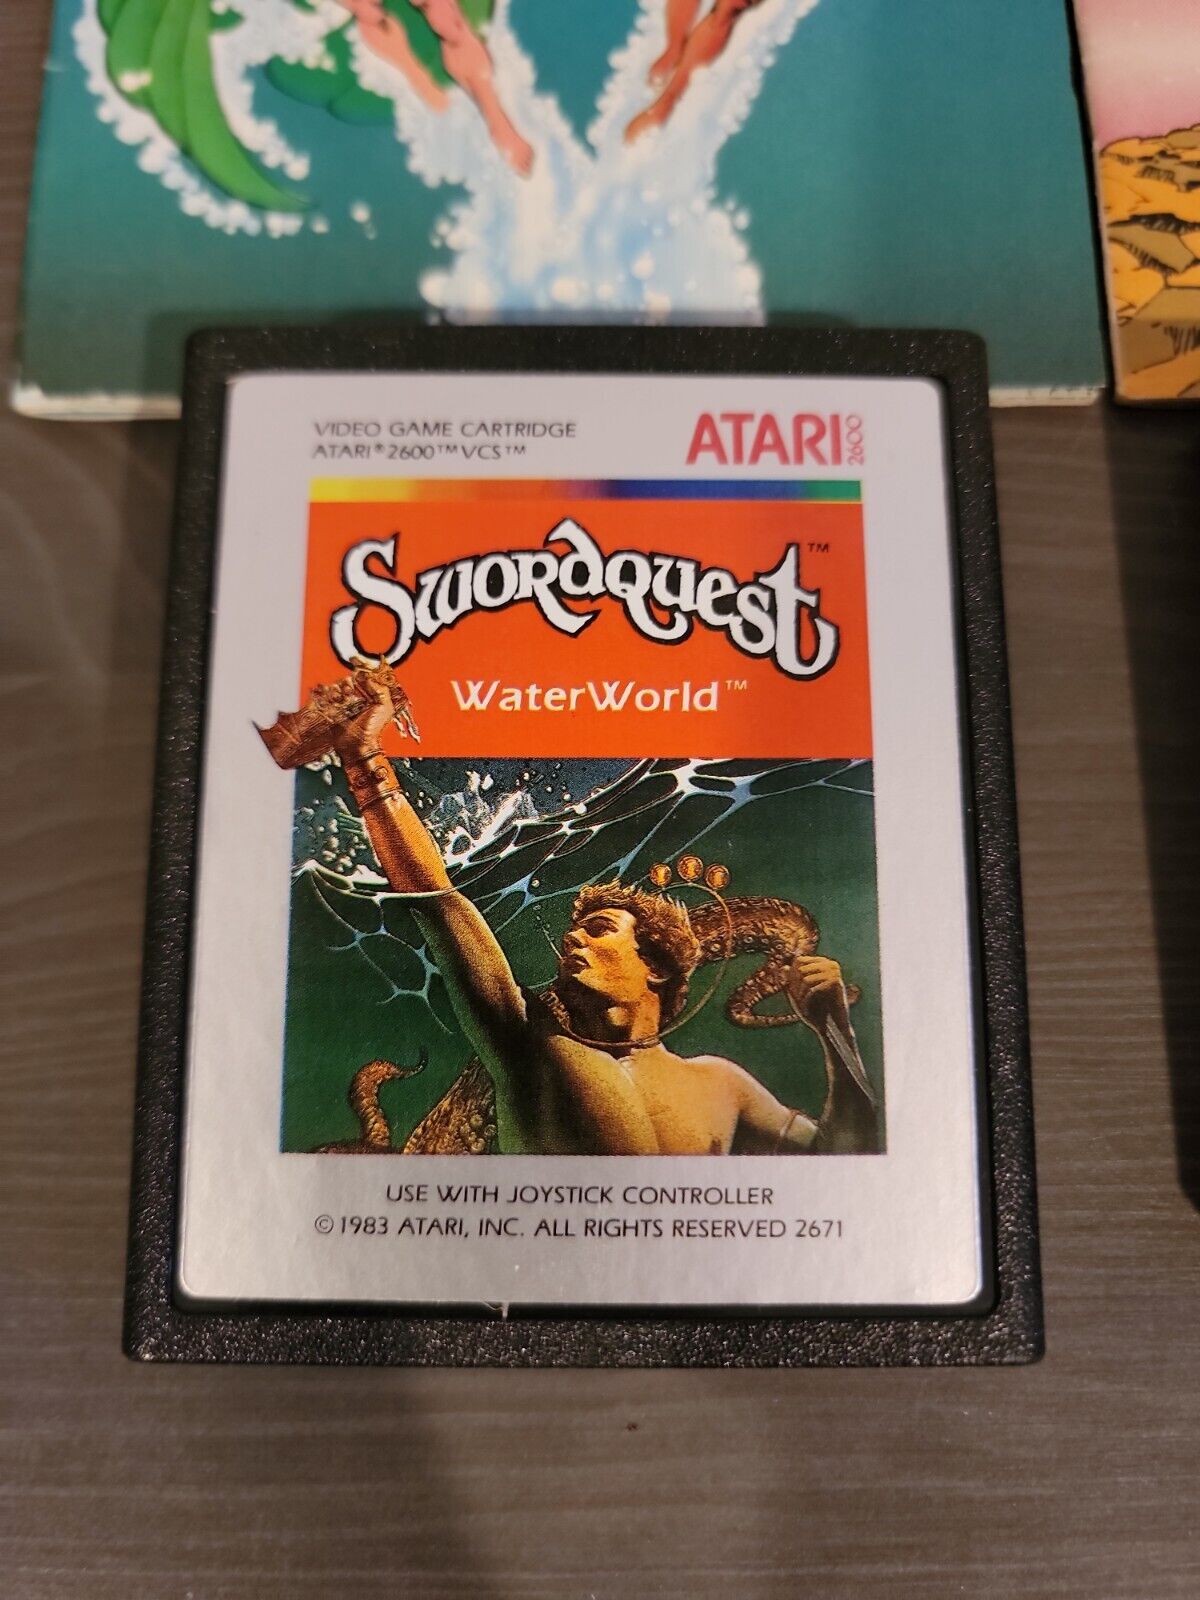 VIDEO GAME CARTRIDGE
ATARI® 2600™ VCS™
ATARI 2600
Swordquest™
WaterWorld™
USE WITH JOYSTICK CONTROLLER
© 1983 ATARI, INC. ALL RIGHTS RESERVED 2671